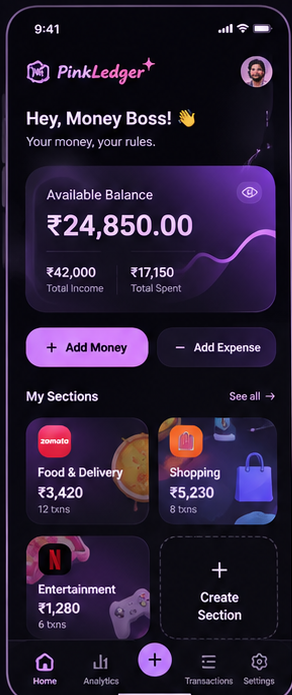 9:41
PinkLedger
Hey, Money Boss! 👋
Your money, your rules.
Available Balance
₹24,850.00
₹42,000 ₹17,150
Total Income Total Spent
+ Add Money − Add Expense
My Sections See all →
zomato
Food & Delivery Shopping
₹3,420 ₹5,230
12 txns 8 txns
N
Entertainment
₹1,280
6 txns
+
Create
Section
+
Home Analytics Transactions Settings